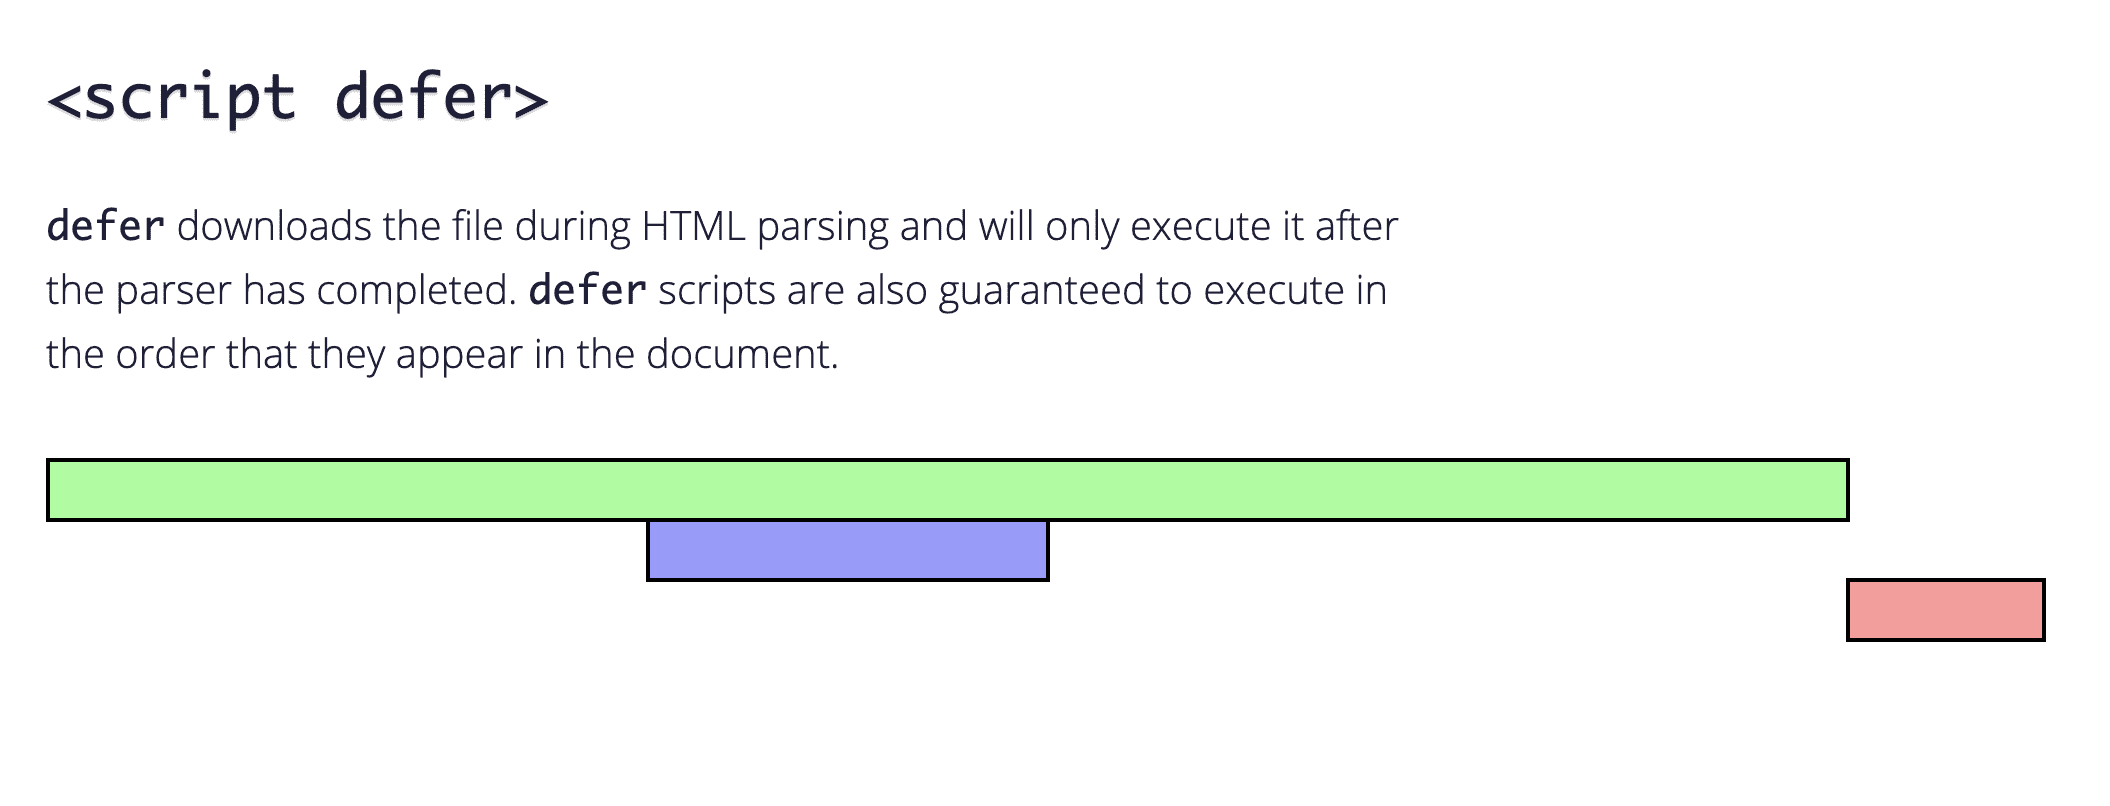 <script defer>
defer downloads the file during HTML parsing and will only execute it after
the parser has completed. defer scripts are also guaranteed to execute in
the order that they appear in the document.